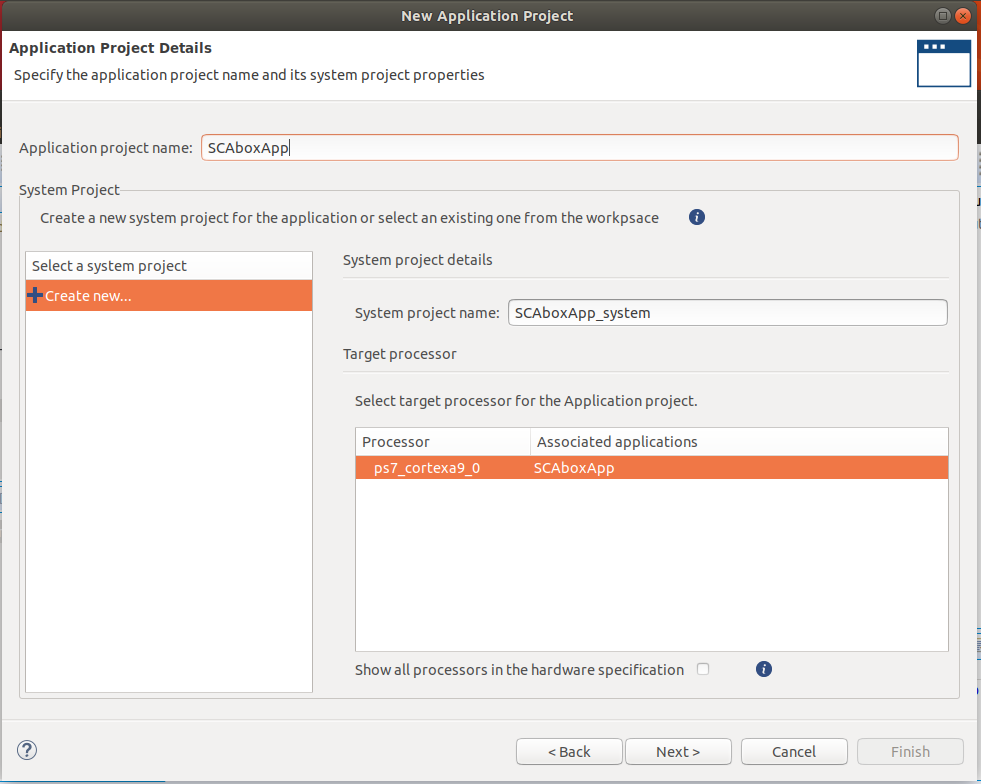 New Application Project
Application Project Details
Specify the application project name and its system project properties
Application project name: SCAboxApp
System Project
Create a new system project for the application or select an existing one from the workpsace
Select a system project
Create new...
System project details
System project name: SCAboxApp_system
Target processor
Select target processor for the Application project.
Processor Associated applications
ps7_cortexa9_0 SCAboxApp
Show all processors in the hardware specification
< Back Next > Cancel Finish